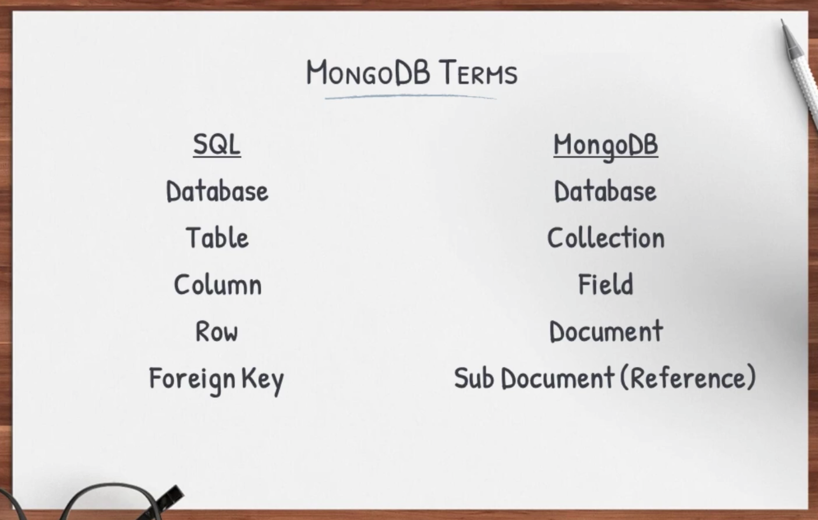 MongoDB Terms
SQL MongoDB
Database Database
Table Collection
Column Field
Row Document
Foreign Key Sub Document (Reference)